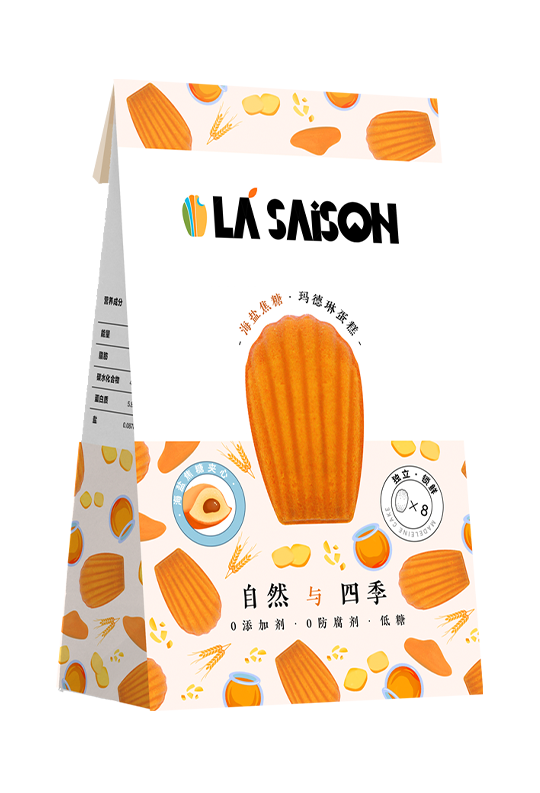 LÁ SAiSON
海盐焦糖·玛德琳蛋糕
营养成分
能量
脂肪
碳水化合物
蛋白质
盐
海盐焦糖夹心
独立·锁鲜
×8
MADELEINE CAKE
自然与四季
0添加剂·0防腐剂·低糖